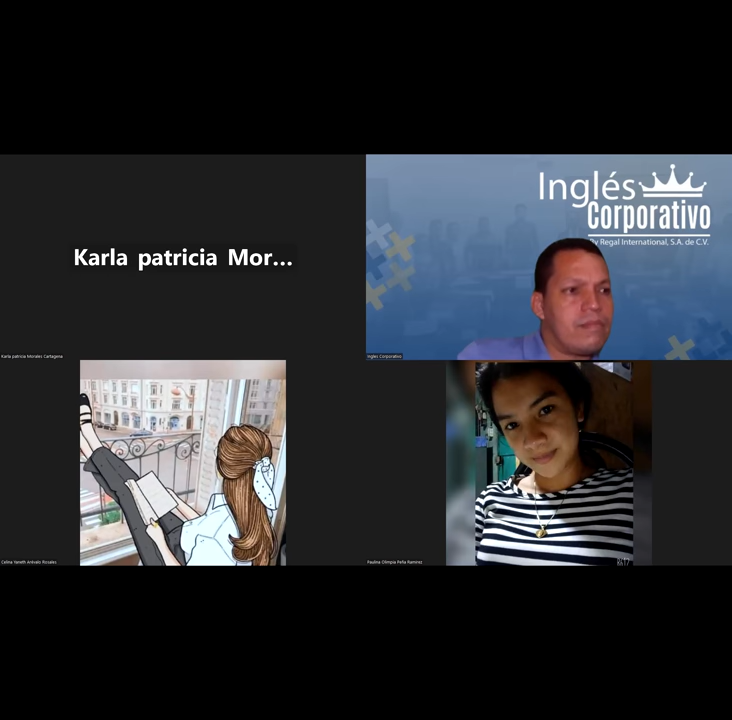 Karla patricia Mor...
Karla patricia Morales Cartagena
Inglés
Corporativo
By Regal International, S.A. de C.V.
Ingles Corporativo
Celina Yaneth Arévalo Rosales
Paulina Olimpia Peña Ramirez